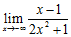 lim x→-∞ (x-1)/(2x²+1)